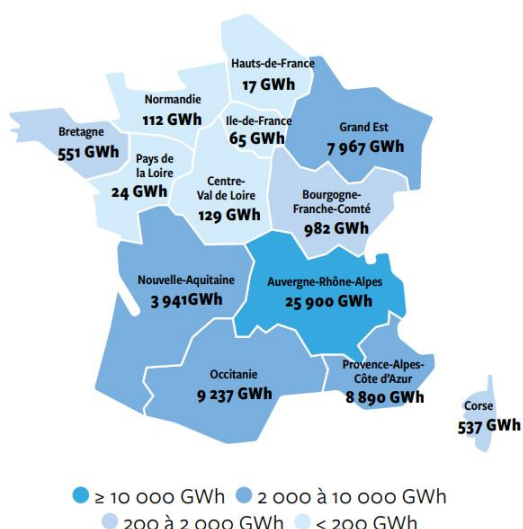 Hauts-de-France
17 GWh
Normandie
112 GWh
Ile-de-France
65 GWh
Grand Est
7 967 GWh
Bretagne
551 GWh
Pays de
la Loire
24 GWh
Centre-
Val de Loire
129 GWh
Bourgogne-
Franche-Comté
982 GWh
Nouvelle-Aquitaine
3 941GWh
Auvergne-Rhône-Alpes
25 900 GWh
Occitanie
9 237 GWh
Provence-Alpes-
Côte d'Azur
8 890 GWh
Corse
537 GWh
≥ 10 000 GWh 2 000 à 10 000 GWh
200 à 2 000 GWh < 200 GWh